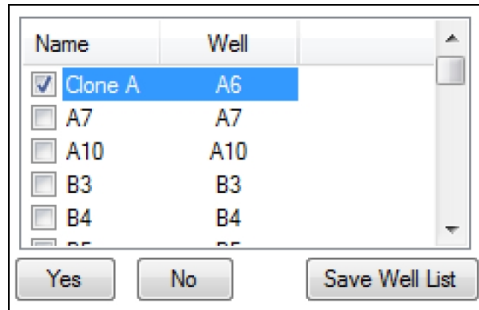 Name Well
Clone A A6
A7 A7
A10 A10
B3 B3
B4 B4
Yes No Save Well List